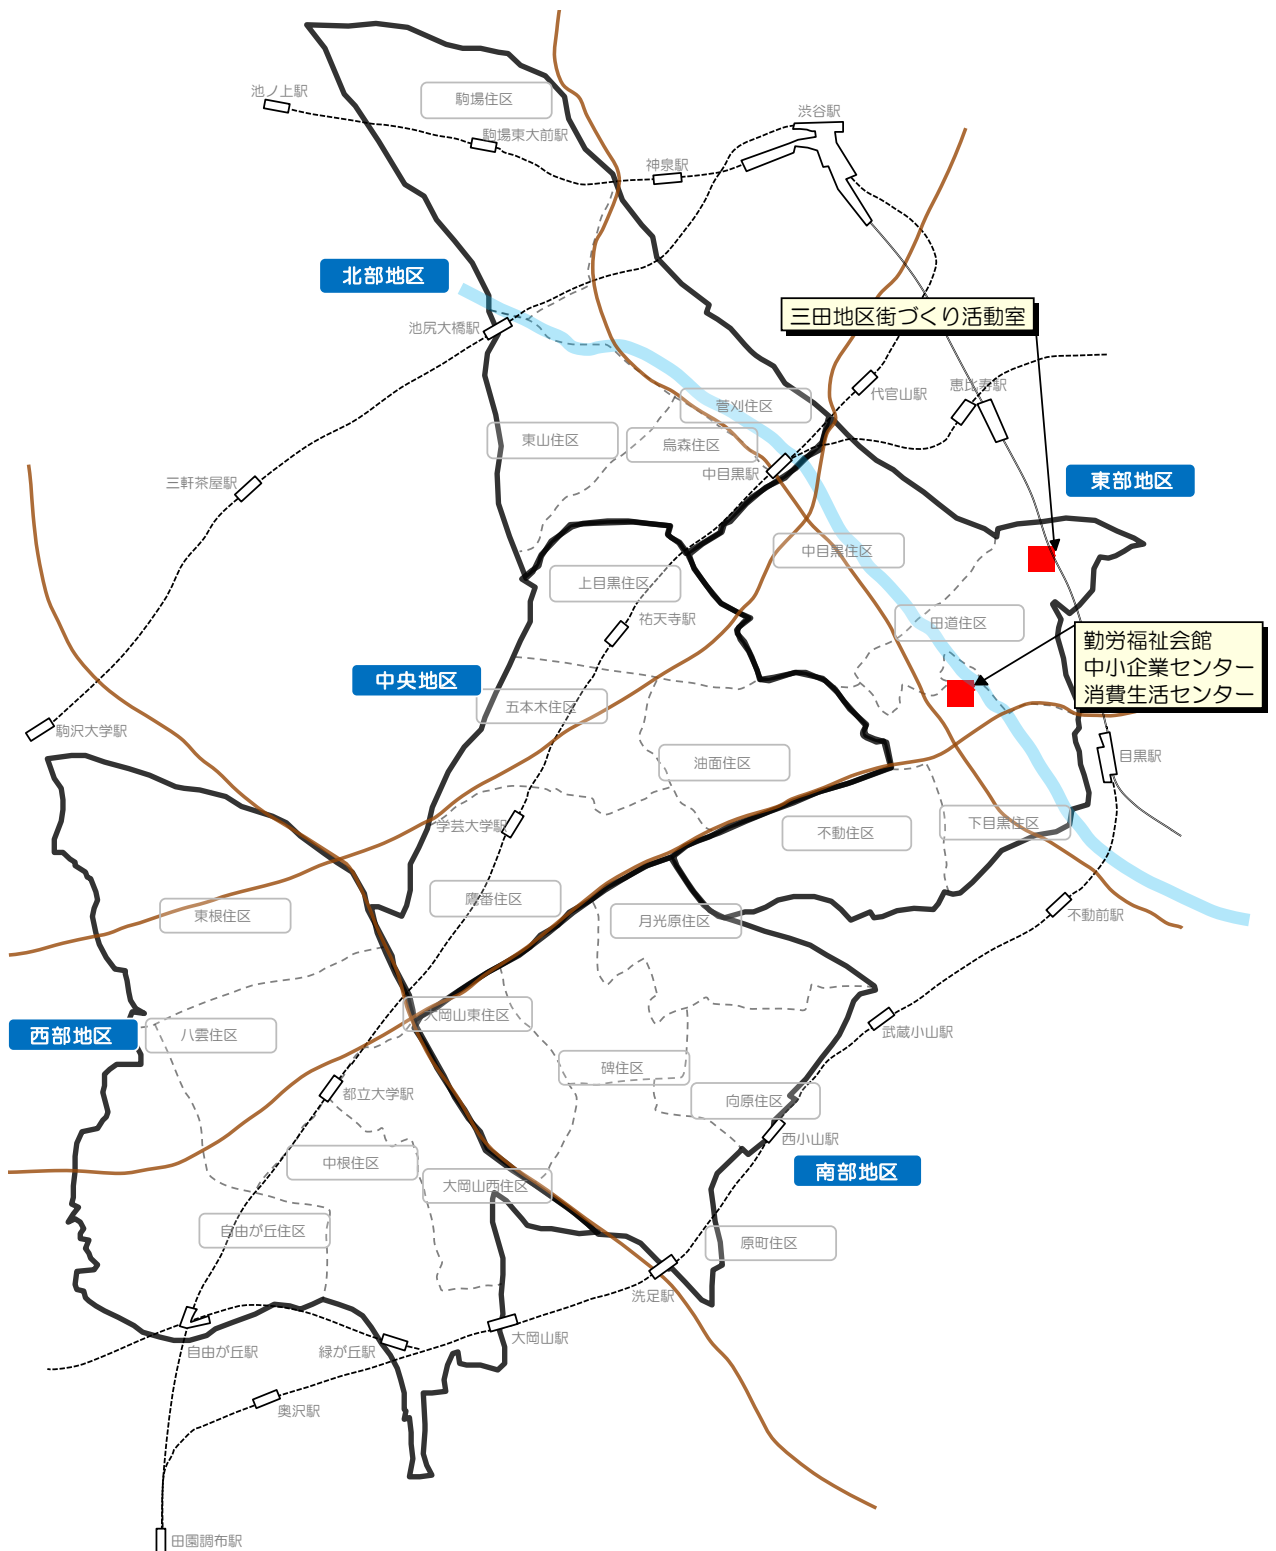 池ノ上駅
駒場住区
駒場東大前駅
渋谷駅
神泉駅
北部地区
池尻大橋駅
三田地区街づくり活動室
代官山駅
恵比寿駅
菅刈住区
東山住区
烏森住区
中目黒駅
東部地区
三軒茶屋駅
中目黒住区
上目黒住区
祐天寺駅
田道住区
勤労福祉会館
中小企業センター
消費生活センター
中央地区
五本木住区
駒沢大学駅
油面住区
目黒駅
学芸大学駅
不動住区
下目黒住区
鷹番住区
東根住区
月光原住区
不動前駅
大岡山東住区
西部地区
八雲住区
武蔵小山駅
碑住区
都立大学駅
向原住区
西小山駅
中根住区
南部地区
大岡山西住区
自由が丘住区
原町住区
洗足駅
大岡山駅
自由が丘駅
緑が丘駅
奥沢駅
田園調布駅